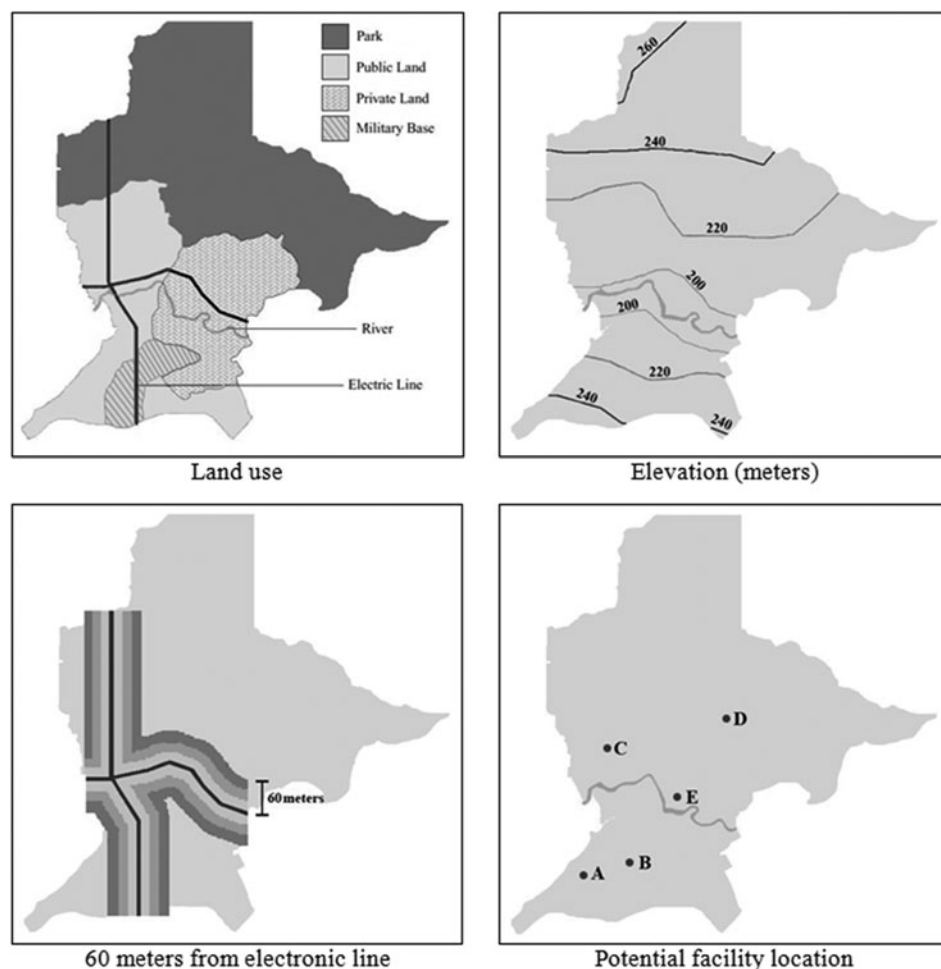 Park
Public Land
Private Land
Military Base
River
Electric Line
Land use
260
240
220
200
200
220
240
240
Elevation (meters)
60 meters
60 meters from electronic line
D
C
E
B
A
Potential facility location